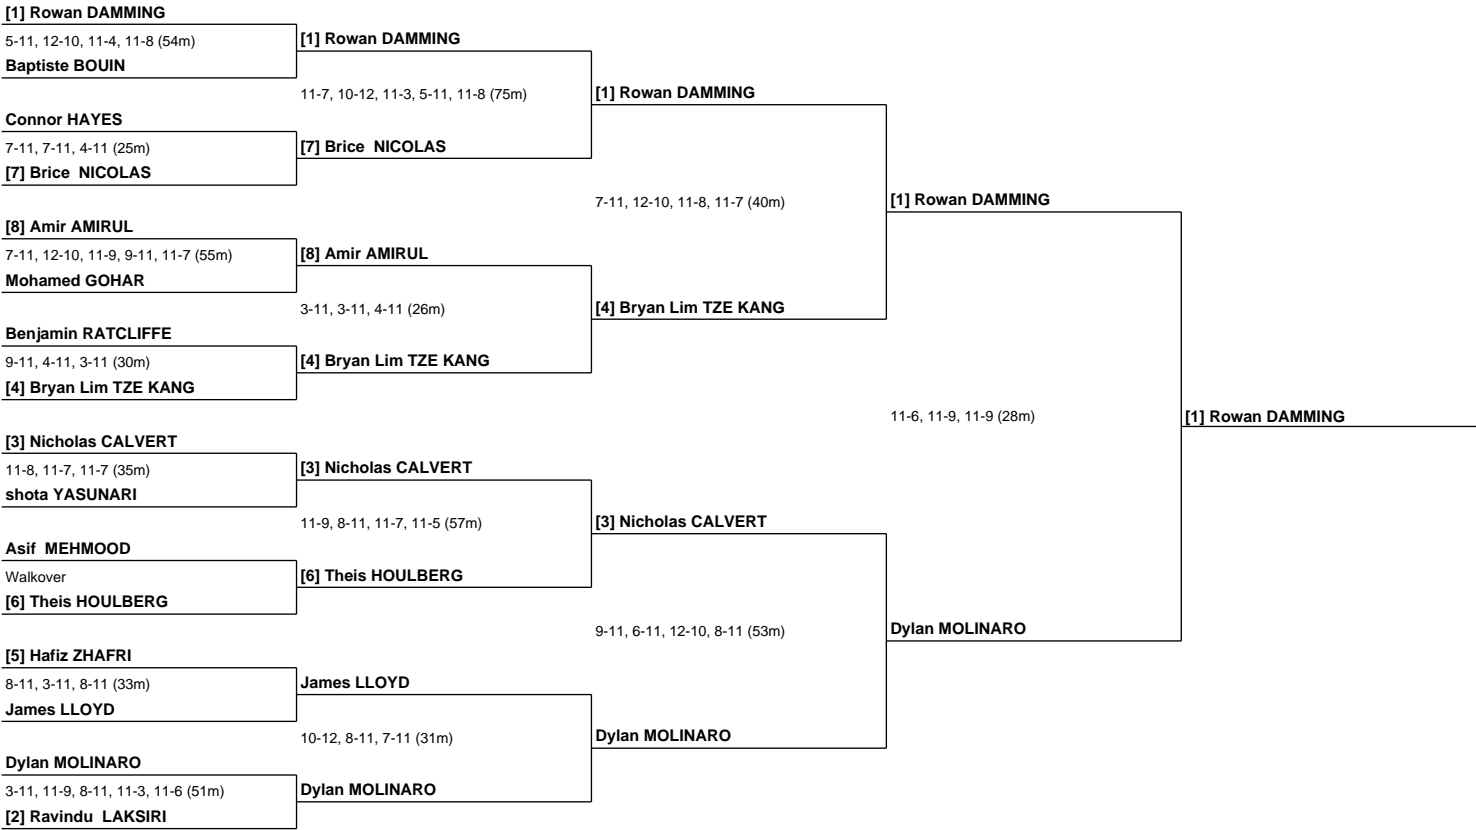 [1] Rowan DAMMING
5-11, 12-10, 11-4, 11-8 (54m)
Baptiste BOUIN
Connor HAYES
7-11, 7-11, 4-11 (25m)
[7] Brice  NICOLAS
[8] Amir AMIRUL
7-11, 12-10, 11-9, 9-11, 11-7 (55m)
Mohamed GOHAR
Benjamin RATCLIFFE
9-11, 4-11, 3-11 (30m)
[4] Bryan Lim TZE KANG
[3] Nicholas CALVERT
11-8, 11-7, 11-7 (35m)
shota YASUNARI
Asif  MEHMOOD
Walkover
[6] Theis HOULBERG
[5] Hafiz ZHAFRI
8-11, 3-11, 8-11 (33m)
James LLOYD
Dylan MOLINARO
3-11, 11-9, 8-11, 11-3, 11-6 (51m)
[2] Ravindu  LAKSIRI
[1] Rowan DAMMING
11-7, 10-12, 11-3, 5-11, 11-8 (75m)
[7] Brice  NICOLAS
[8] Amir AMIRUL
3-11, 3-11, 4-11 (26m)
[4] Bryan Lim TZE KANG
[3] Nicholas CALVERT
11-9, 8-11, 11-7, 11-5 (57m)
[6] Theis HOULBERG
James LLOYD
10-12, 8-11, 7-11 (31m)
Dylan MOLINARO
[1] Rowan DAMMING
7-11, 12-10, 11-8, 11-7 (40m)
[4] Bryan Lim TZE KANG
[3] Nicholas CALVERT
9-11, 6-11, 12-10, 8-11 (53m)
Dylan MOLINARO
[1] Rowan DAMMING
11-6, 11-9, 11-9 (28m)
Dylan MOLINARO
[1] Rowan DAMMING